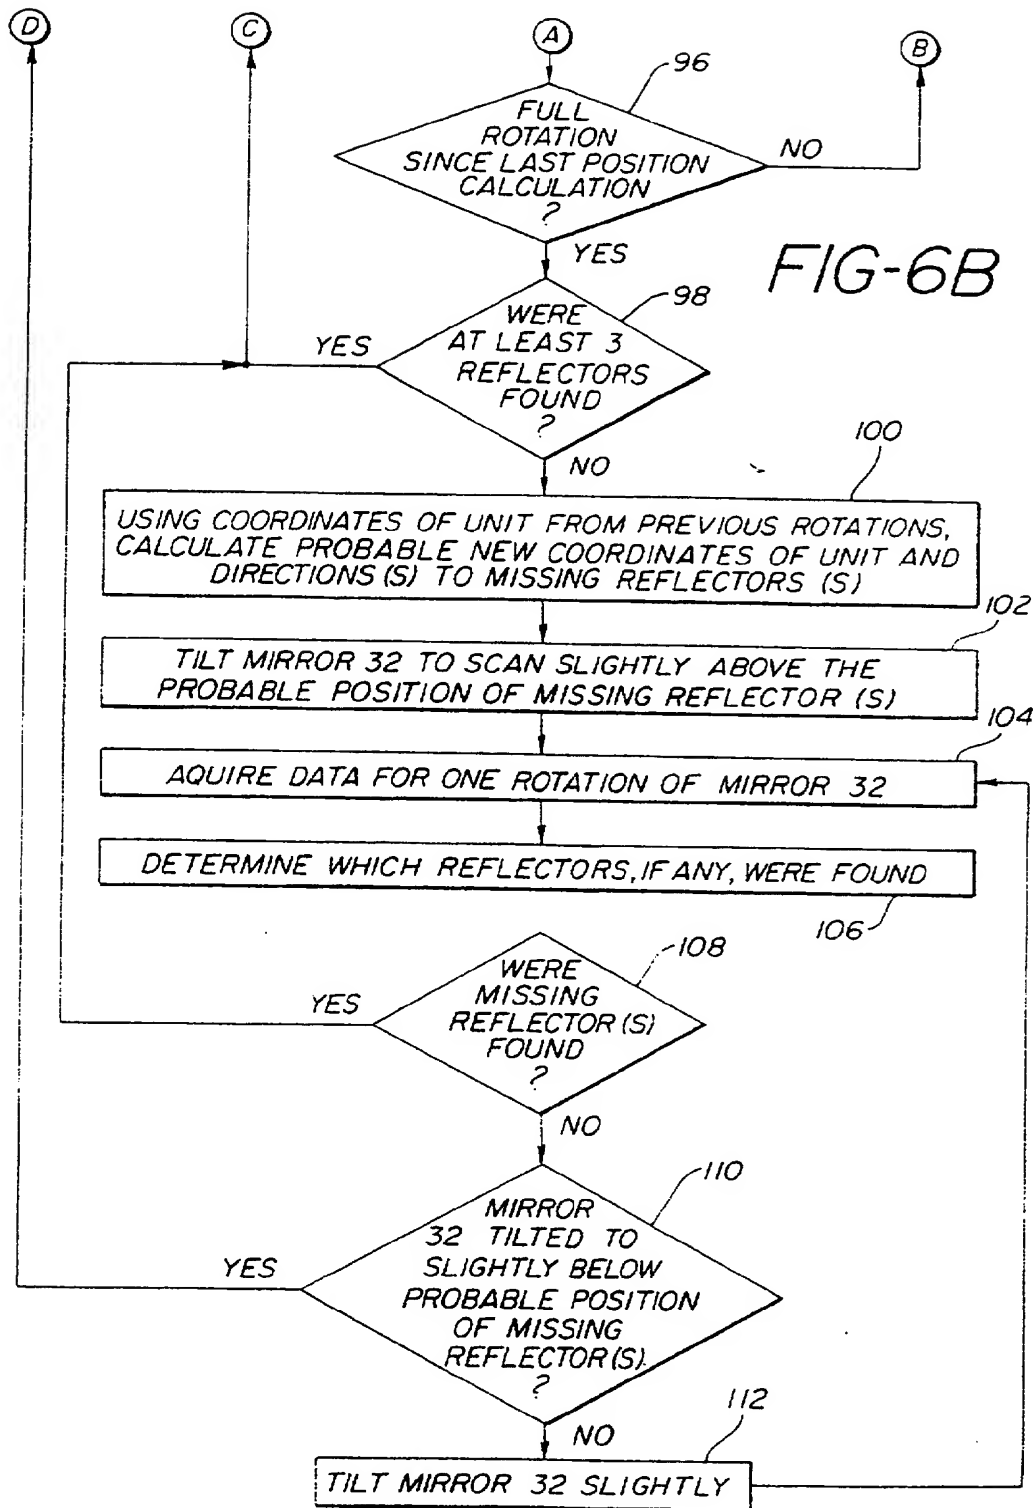 D
C
A
B
96
FULL
ROTATION
SINCE LAST POSITION
CALCULATION
?
NO
YES
FIG-6B
98
WERE
AT LEAST 3
REFLECTORS
FOUND
?
YES
NO
100
USING COORDINATES OF UNIT FROM PREVIOUS ROTATIONS,
CALCULATE PROBABLE NEW COORDINATES OF UNIT AND
DIRECTIONS (S) TO MISSING REFLECTORS (S)
102
TILT MIRROR 32 TO SCAN SLIGHTLY ABOVE THE
PROBABLE POSITION OF MISSING REFLECTOR (S)
104
AQUIRE DATA FOR ONE ROTATION OF MIRROR 32
DETERMINE WHICH REFLECTORS, IF ANY, WERE FOUND
106
108
WERE
MISSING
REFLECTOR (S)
FOUND
?
YES
NO
110
MIRROR
32 TILTED TO
SLIGHTLY BELOW
PROBABLE POSITION
OF MISSING
REFLECTOR (S).
?
YES
NO
112
TILT MIRROR 32 SLIGHTLY